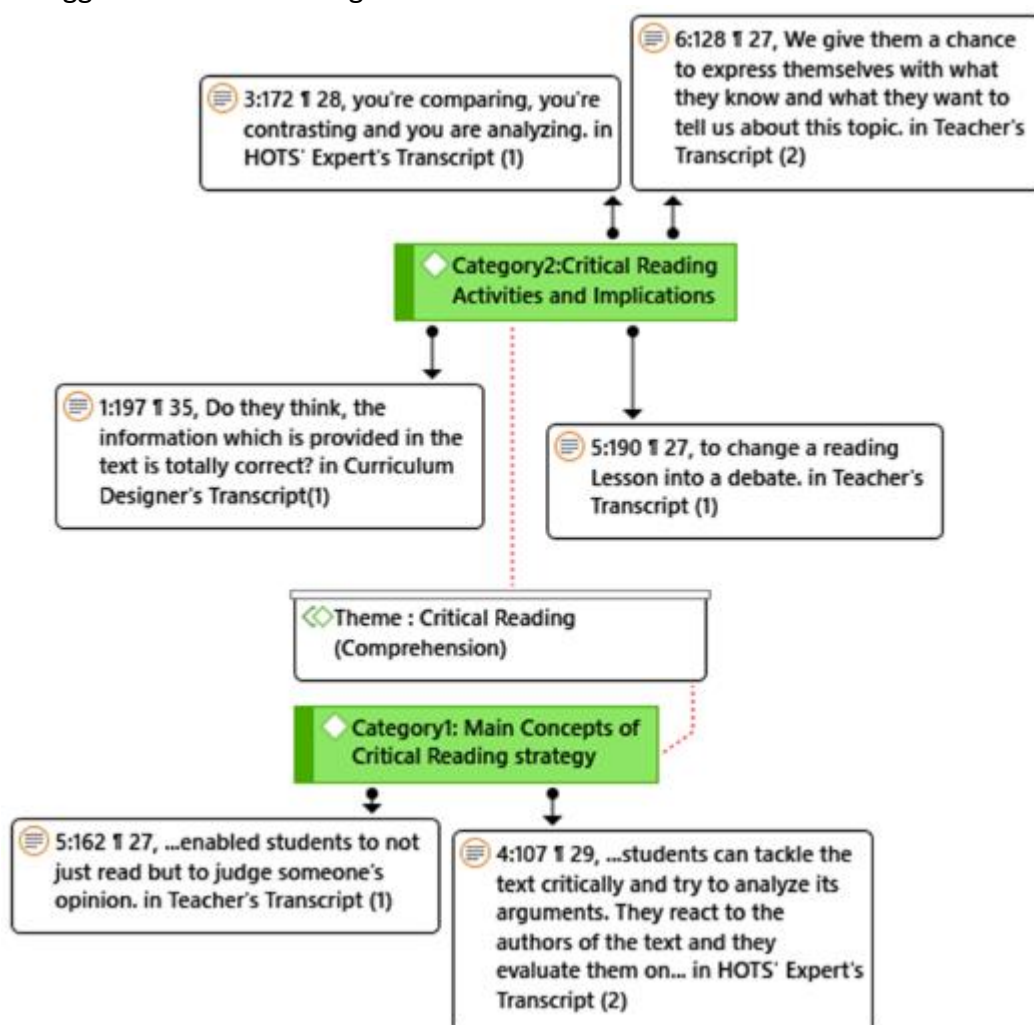 6:128 ¶ 27, We give them a chance
to express themselves with what
they know and what they want to
tell us about this topic. in Teacher's
Transcript (2)
3:172 ¶ 28, you're comparing, you're
contrasting and you are analyzing. in
HOTS' Expert's Transcript (1)
Category2:Critical Reading
Activities and Implications
1:197 ¶ 35, Do they think, the
information which is provided in the
text is totally correct? in Curriculum
Designer's Transcript(1)
5:190 ¶ 27, to change a reading
Lesson into a debate. in Teacher's
Transcript (1)
Theme : Critical Reading
(Comprehension)
Category1: Main Concepts of
Critical Reading strategy
5:162 ¶ 27, ...enabled students to not
just read but to judge someone's
opinion. in Teacher's Transcript (1)
4:107 ¶ 29, ...students can tackle the
text critically and try to analyze its
arguments. They react to the
authors of the text and they
evaluate them on... in HOTS' Expert's
Transcript (2)